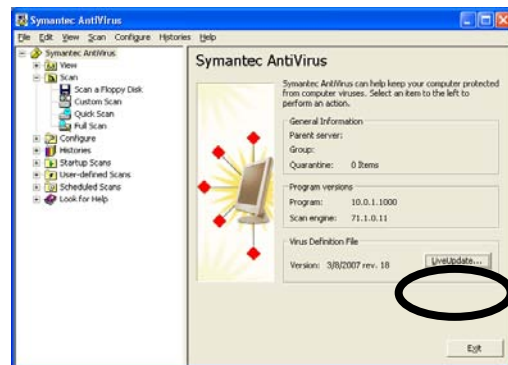 Symantec AntiVirus
File Edit View Scan Configure Histories Help
Symantec AntiVirus
View
Scan
Scan a Floppy Disk
Custom Scan
Quick Scan
Full Scan
Configure
Histories
Startup Scans
User-defined Scans
Scheduled Scans
Look for Help
Symantec AntiVirus
Symantec AntiVirus can help keep your computer protected
from computer viruses. Select an item to the left to
perform an action.
General Information
Parent server:
Group:
Quarantine: 0 Items
Program versions
Program: 10.0.1.1000
Scan engine: 71.1.0.11
Virus Definition File
Version: 3/8/2007 rev. 18
LiveUpdate...
Exit